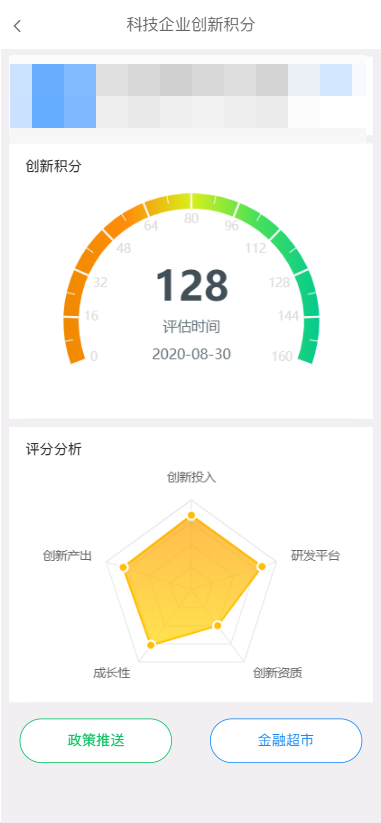 科技企业创新积分
创新积分
0
16
32
48
64
80
96
112
128
144
160
128
评估时间
2020-08-30
评分分析
创新投入
创新产出
研发平台
成长性
创新资质
政策推送
金融超市